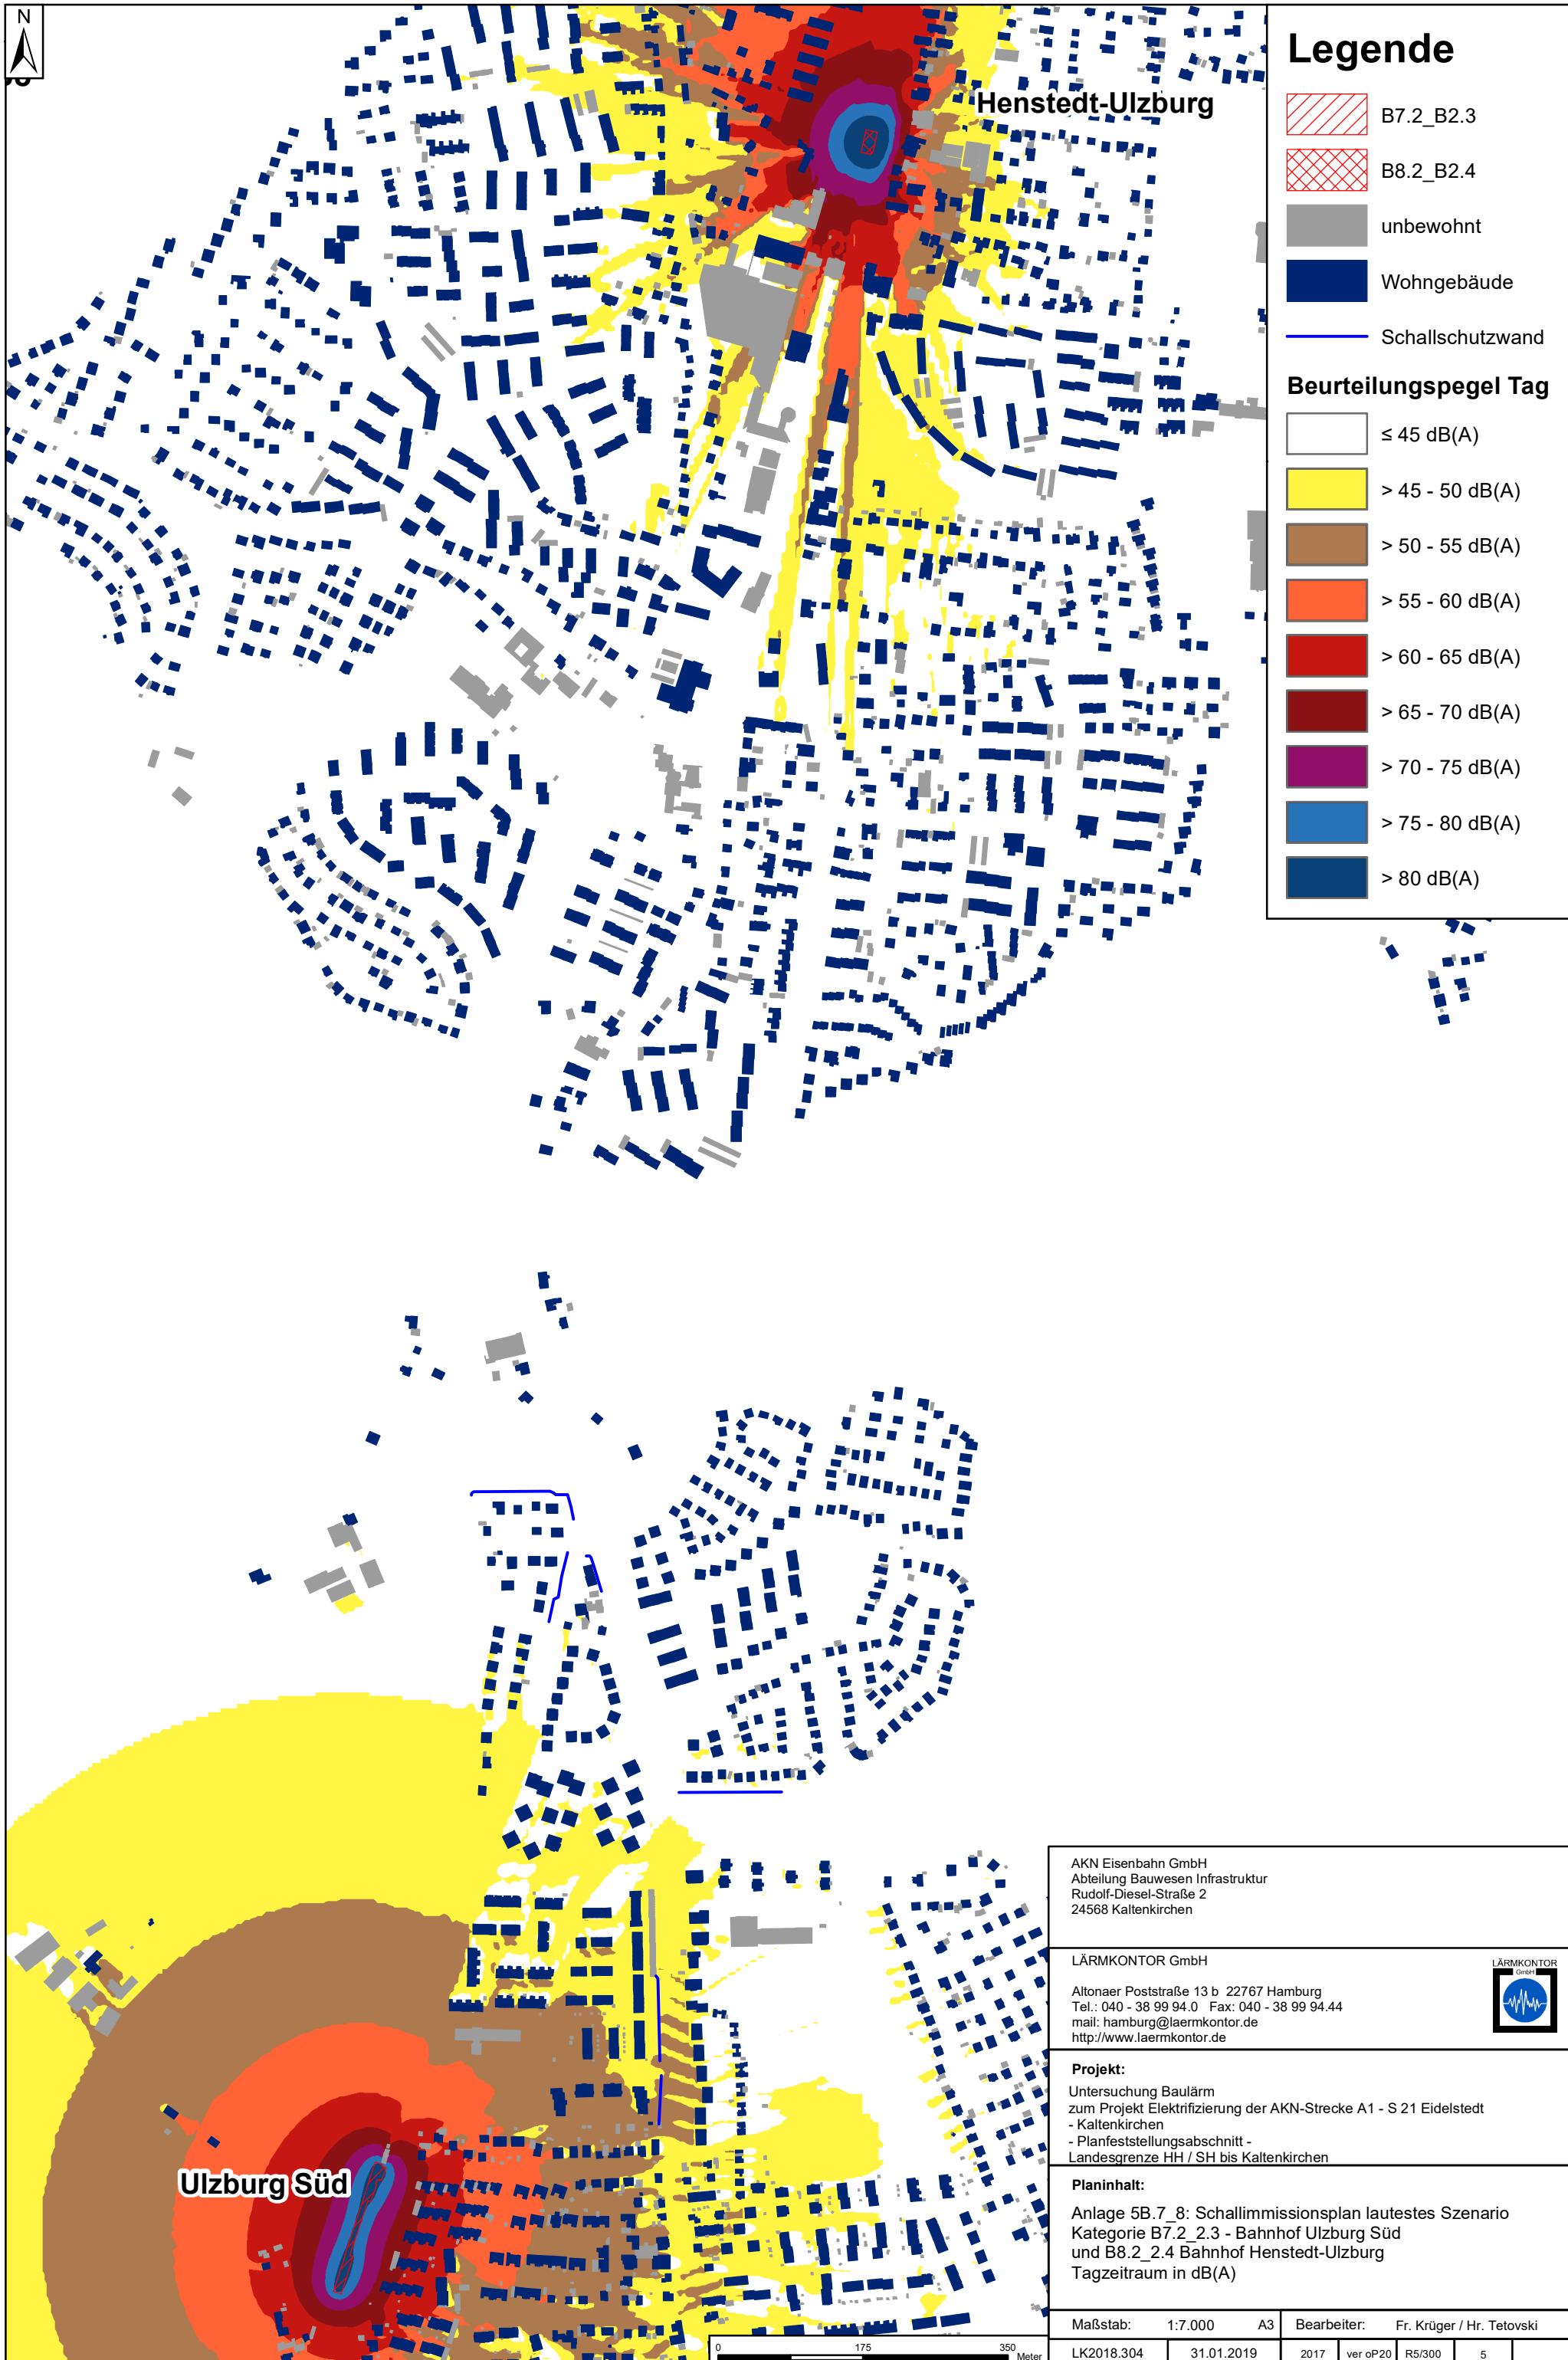 N
Henstedt-Ulzburg
Legende
B7.2_B2.3
B8.2_B2.4
unbewohnt
Wohngebäude
Schallschutzwand
Beurteilungspegel Tag
≤ 45 dB(A)
> 45 - 50 dB(A)
> 50 - 55 dB(A)
> 55 - 60 dB(A)
> 60 - 65 dB(A)
> 65 - 70 dB(A)
> 70 - 75 dB(A)
> 75 - 80 dB(A)
> 80 dB(A)
Ulzburg Süd
AKN Eisenbahn GmbH
Abteilung Bauwesen Infrastruktur
Rudolf-Diesel-Straße 2
24568 Kaltenkirchen
LÄRMKONTOR GmbH
Altonaer Poststraße 13 b 22767 Hamburg
Tel.: 040 - 38 99 94.0 Fax: 040 - 38 99 94.44
mail: hamburg@laermkontor.de
http://www.laermkontor.de
LÄRMKONTOR
GmbH
Projekt:
Untersuchung Baulärm
zum Projekt Elektrifizierung der AKN-Strecke A1 - S 21 Eidelstedt
- Kaltenkirchen
- Planfeststellungsabschnitt -
Landesgrenze HH / SH bis Kaltenkirchen
Planinhalt:
Anlage 5B.7_8: Schallimmissionsplan lautestes Szenario
Kategorie B7.2_2.3 - Bahnhof Ulzburg Süd
und B8.2_2.4 Bahnhof Henstedt-Ulzburg
Tagzeitraum in dB(A)
Maßstab: 1:7.000 A3 Bearbeiter: Fr. Krüger / Hr. Tetovski
LK2018.304 31.01.2019 2017 ver oP20 R5/300 5
0 175 350
Meter